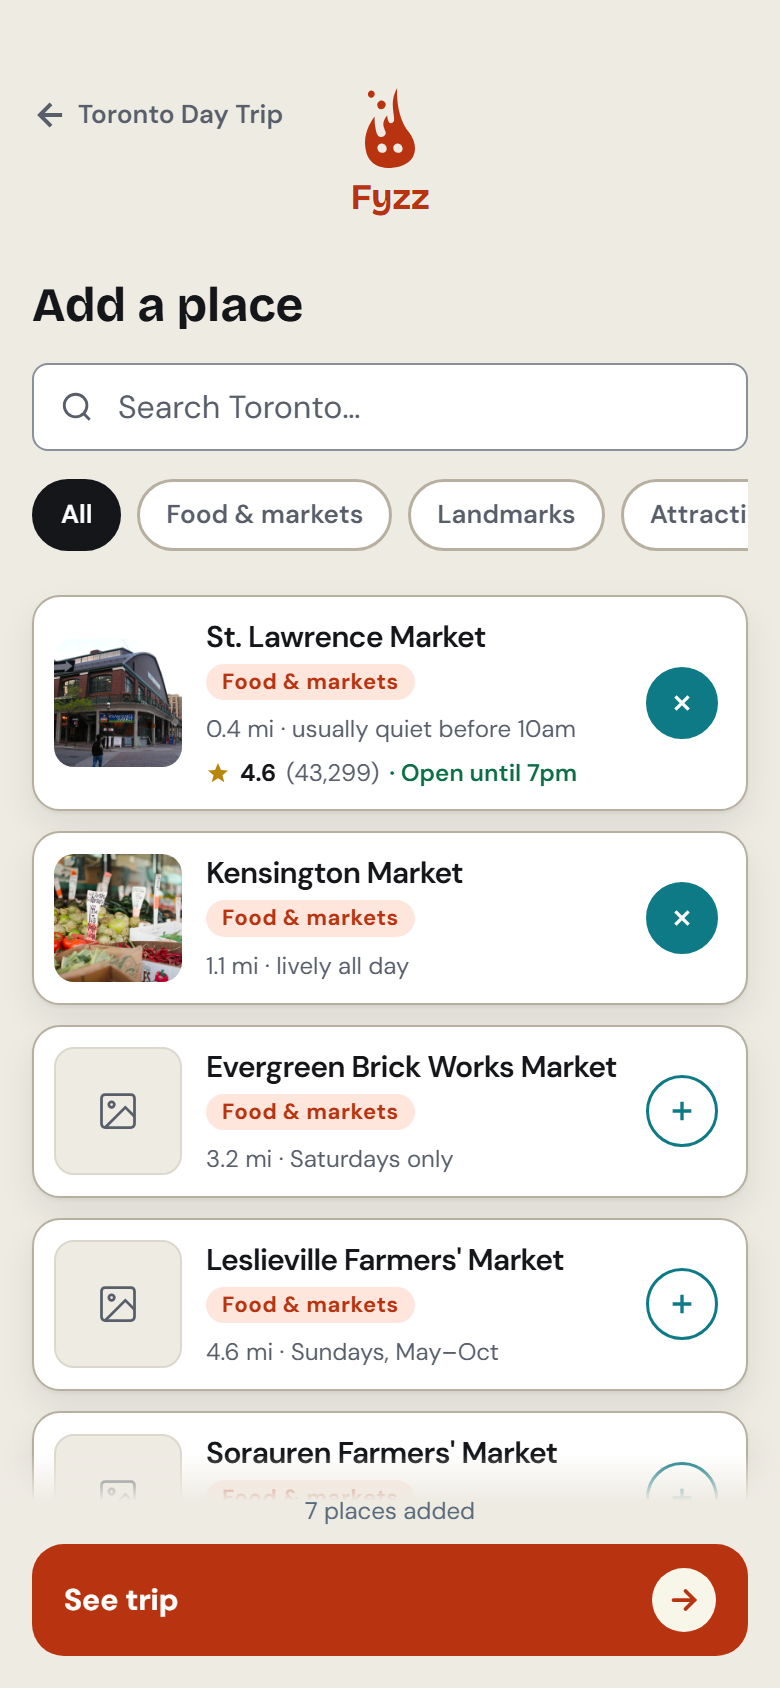 Toronto Day Trip
Fyzz
Add a place
Search Toronto...
All
Food & markets
Landmarks
Attracti
St. Lawrence Market
Food & markets
0.4 mi · usually quiet before 10am
4.6 (43,299) · Open until 7pm
Kensington Market
Food & markets
1.1 mi · lively all day
Evergreen Brick Works Market
Food & markets
3.2 mi · Saturdays only
Leslieville Farmers' Market
Food & markets
4.6 mi · Sundays, May–Oct
Sorauren Farmers' Market
Food & markets
7 places added
See trip